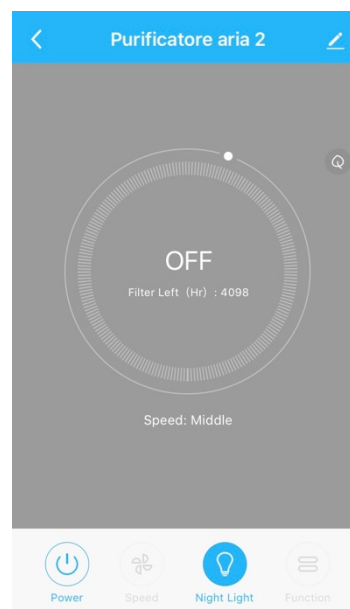 Purificatore aria 2
OFF
Filter Left (Hr) : 4098
Speed: Middle
Power Speed Night Light Function